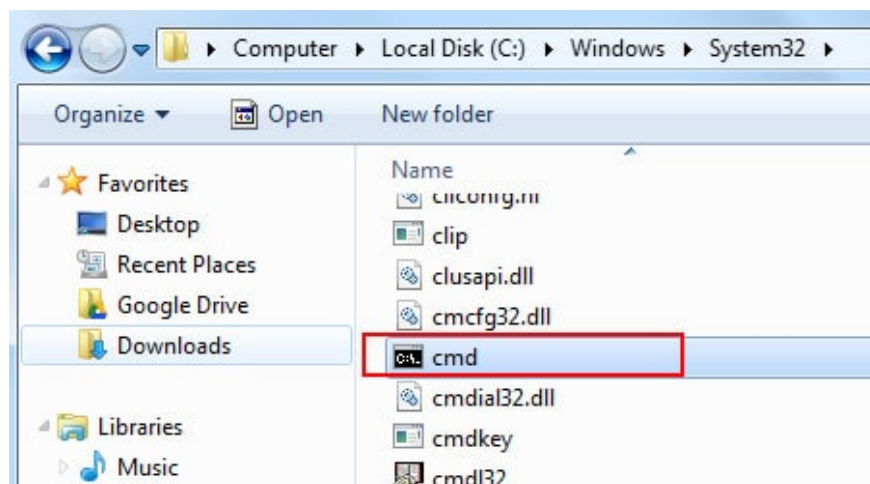 Computer Local Disk (C:) Windows System32
Organize Open New folder
Favorites
Desktop
Recent Places
Google Drive
Downloads
Libraries
Music
Name
clip
clusapi.dll
cmcfg32.dll
cmd
cmdial32.dll
cmdkey
cmdl32